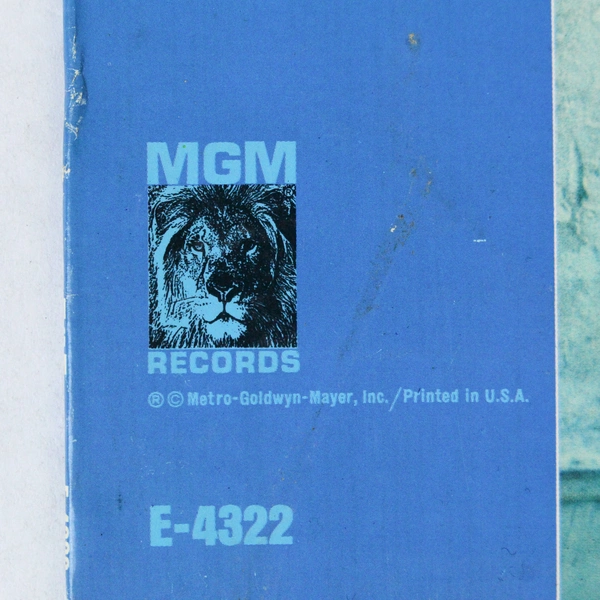 MGM
RECORDS
® © Metro-Goldwyn-Mayer, Inc./Printed in U.S.A.
E-4322